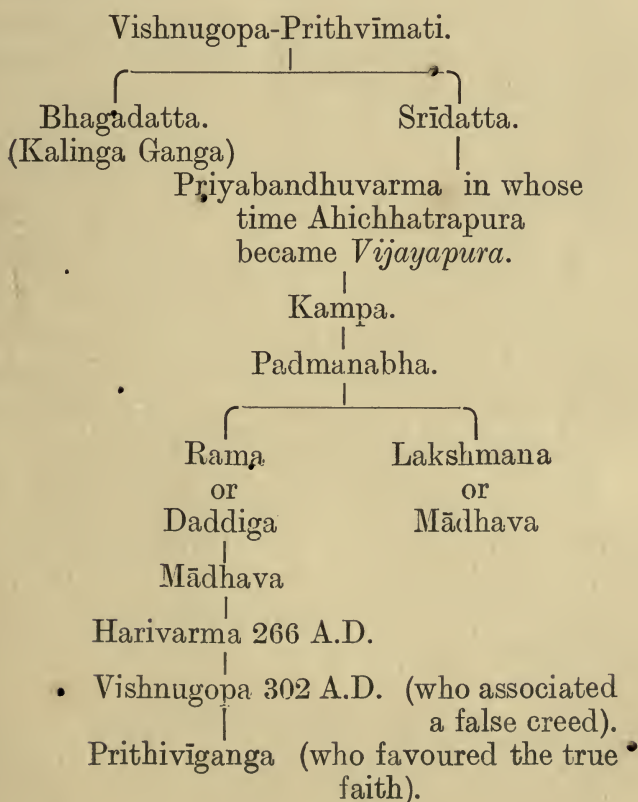 Vishnugopa-Prithvīmati.
Bhagadatta. Srīdatta.
(Kalinga Ganga)
Priyabandhuvarma in whose
time Ahichhatrapura
became Vijayapura.
Kampa.
Padmanabha.
Rama Lakshmana
or or
Daddiga Mādhava
Mādhava
Harivarma 266 A.D.
Vishnugopa 302 A.D. (who associated
a false creed).
Prithivīganga (who favoured the true
faith).